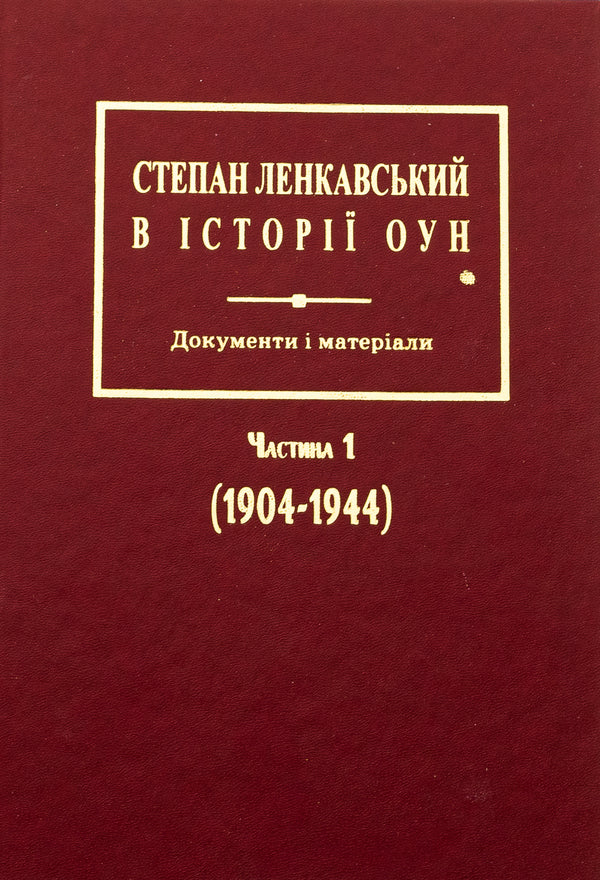 СТЕПАН ЛЕНКАВСЬКИЙ
В ІСТОРІЇ ОУН
Документи і матеріали
Частина 1
(1904-1944)